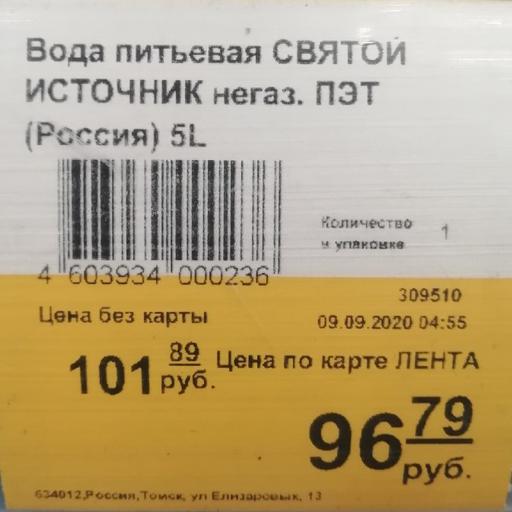 Вода питьевая СВЯТОЙ
ИСТОЧНИК негаз. ПЭТ
(Россия) 5L
Количество
в упаковке 1
4 603934 000236
309510
Цена без карты
09.09.2020 04:55
101 89 руб.
Цена по карте ЛЕНТА
96 79 руб.
634012,Россия,Томск, ул Елизаровых, 13